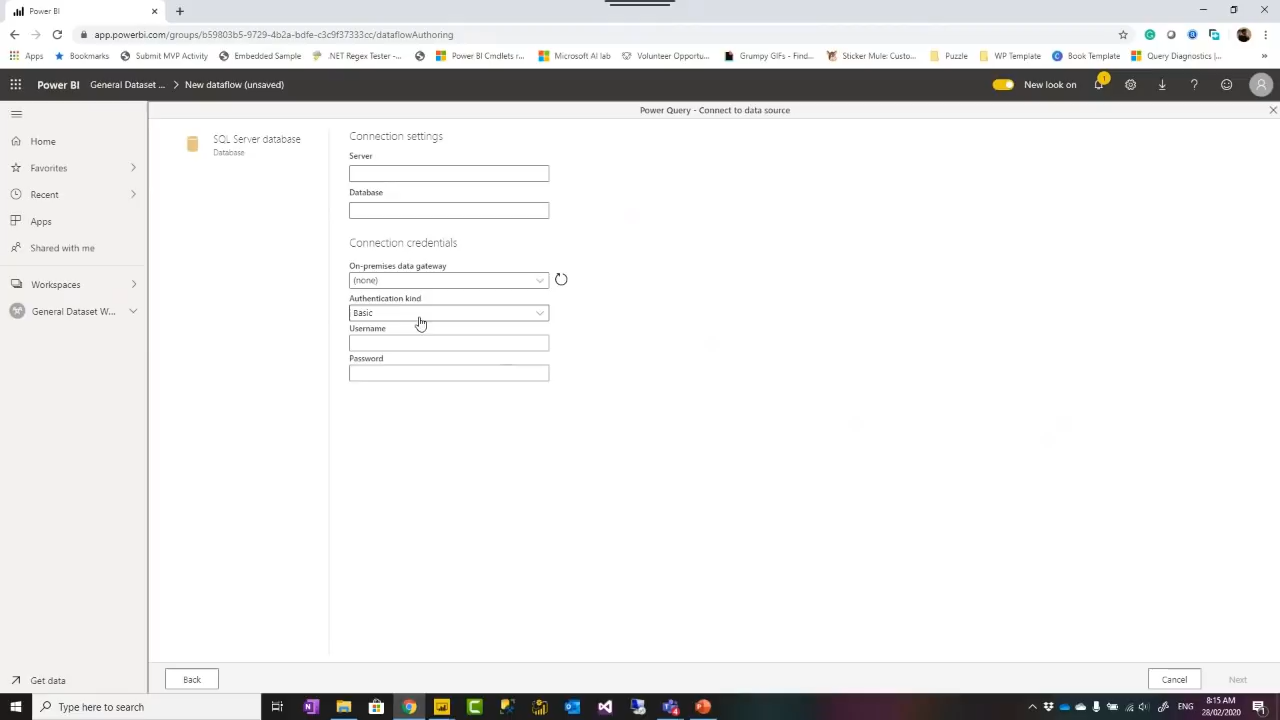 Power BI
app.powerbi.com/groups/b59803b5-9729-4b2a-bdfe-c3c9f37333cc/dataflowAuthoring
Apps
Bookmarks
Submit MVP Activity
Embedded Sample
.NET Regex Tester -...
Power BI Cmdlets r...
Microsoft AI lab
Volunteer Opportu...
Grumpy GIFs - Find...
Sticker Mule: Custo...
Puzzle
WP Template
Book Template
Query Diagnostics |...
»
Power BI
General Dataset ...
New dataflow (unsaved)
New look on
1
?
Power Query - Connect to data source
Home
Favorites
Recent
Apps
Shared with me
Workspaces
General Dataset W...
Get data
SQL Server database
Database
Connection settings
Server
Database
Connection credentials
On-premises data gateway
(none)
Authentication kind
Basic
Username
Password
Back
Cancel
Next
Type here to search
ENG
8:15 AM
28/02/2020